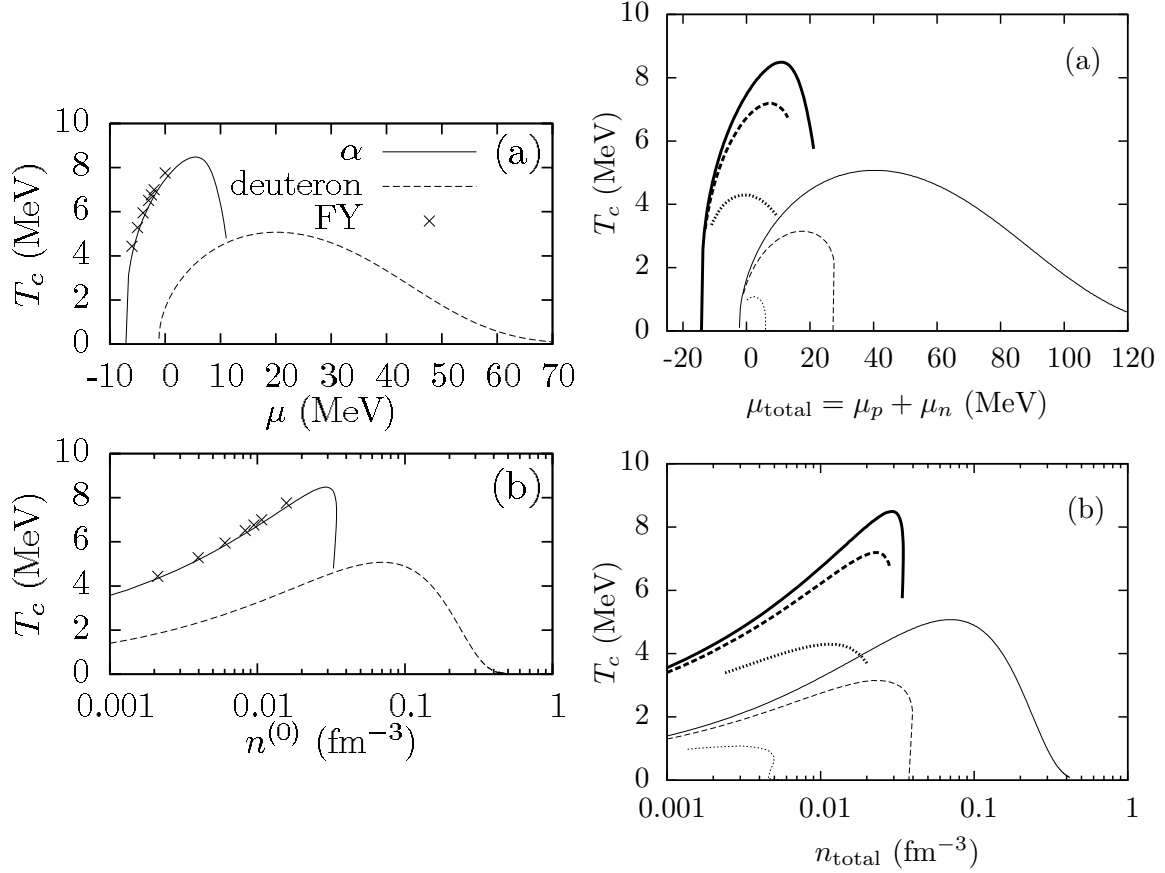 10
8
6
4
2
0
T_c (MeV)
(a)
α
deuteron
FY
-10 0 10 20 30 40 50 60 70
μ (MeV)
10
8
6
4
2
0
T_c (MeV)
(b)
0.001 0.01 0.1 1
n^{(0)} (fm^{-3})
10
8
6
4
2
0
T_c (MeV)
(a)
-20 0 20 40 60 80 100 120
μ_total = μ_p + μ_n (MeV)
10
8
6
4
2
0
T_c (MeV)
(b)
0.001 0.01 0.1 1
n_total (fm^{-3})